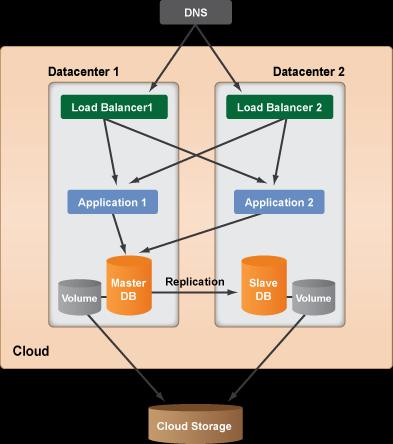 DNS
Datacenter 1
Datacenter 2
Load Balancer1
Load Balancer 2
Application 1
Application 2
Master
DB
Volume
Replication
Slave
DB
Volume
Cloud
Cloud Storage